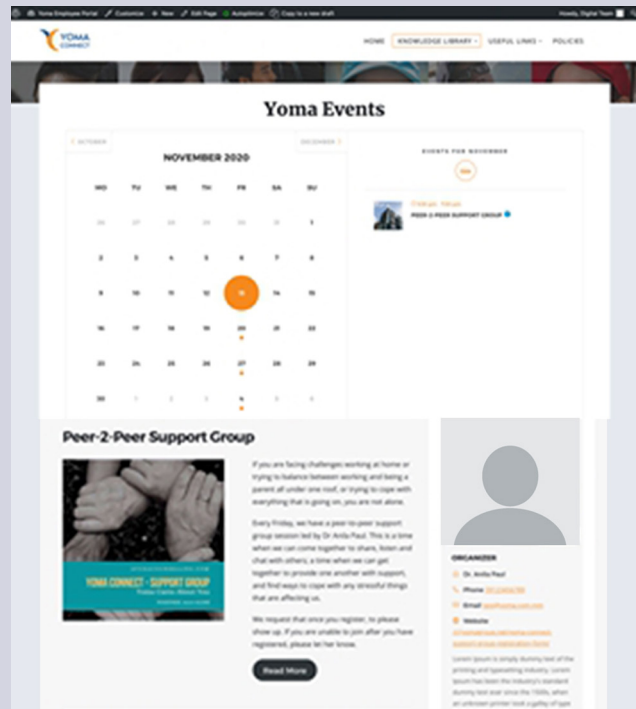 Yoma Employee Portal Customize + New Edit Page Autoptimize Copy to a new draft Howdy, Digital Team
YOMA
CONNECT
HOME KNOWLEDGE LIBRARY USEFUL LINKS POLICIES
Yoma Events
OCTOBER
DECEMBER
NOVEMBER 2020
MO TU WE TH FR SA SU
26 27 28 29 30 31 1
2 3 4 5 6 7 8
9 10 11 12 13 14 15
16 17 18 19 20 21 22
23 24 25 26 27 28 29
30 1 2 3 4 5 6
EVENTS FOR NOVEMBER
PEER-2-PEER SUPPORT GROUP
Peer-2-Peer Support Group
YOMA CONNECT - SUPPORT GROUP
Yoma Cares About You
If you are facing challenges working at home or
trying to balance between working and being a
parent all under one roof, or trying to cope with
everything that is going on, you are not alone.
Every Friday, we have a peer-to-peer support
group session led by Dr Anita Paul. This is a time
when we can come together to share, listen and
chat with others, a time when we can get
together to provide one another with support,
and find ways to cope with any stressful things
that are affecting us.
We request that once you register, to please
show up. If you are unable to join after you have
registered, please let her know.
Read More
ORGANIZER
Dr. Anita Paul
Phone
Email
Website
Lorem Ipsum is simply dummy text of the
printing and typesetting industry. Lorem
Ipsum has been the industry's standard
dummy text ever since the 1500s, when
an unknown printer took a galley of type